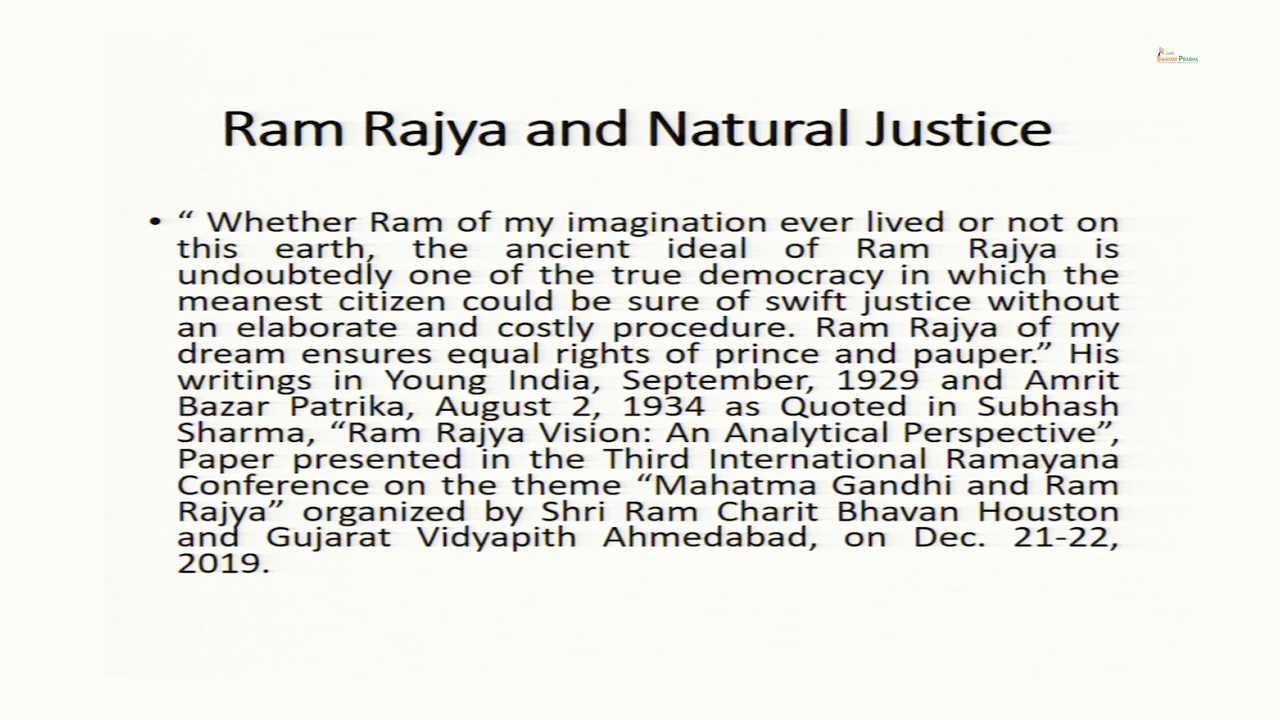 SWAYAM PRABHA
Ram Rajya and Natural Justice
• “ Whether Ram of my imagination ever lived or not on
this earth, the ancient ideal of Ram Rajya is
undoubtedly one of the true democracy in which the
meanest citizen could be sure of swift justice without
an elaborate and costly procedure. Ram Rajya of my
dream ensures equal rights of prince and pauper.” His
writings in Young India, September, 1929 and Amrit
Bazar Patrika, August 2, 1934 as Quoted in Subhash
Sharma, “Ram Rajya Vision: An Analytical Perspective”,
Paper presented in the Third International Ramayana
Conference on the theme “Mahatma Gandhi and Ram
Rajya” organized by Shri Ram Charit Bhavan Houston
and Gujarat Vidyapith Ahmedabad, on Dec. 21-22,
2019.